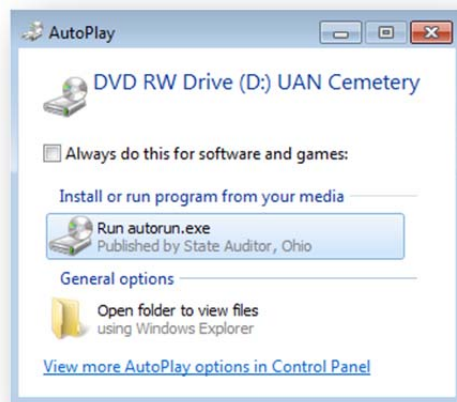 AutoPlay
DVD RW Drive (D:) UAN Cemetery
Always do this for software and games:
Install or run program from your media
Run autorun.exe
Published by State Auditor, Ohio
General options
Open folder to view files
using Windows Explorer
View more AutoPlay options in Control Panel